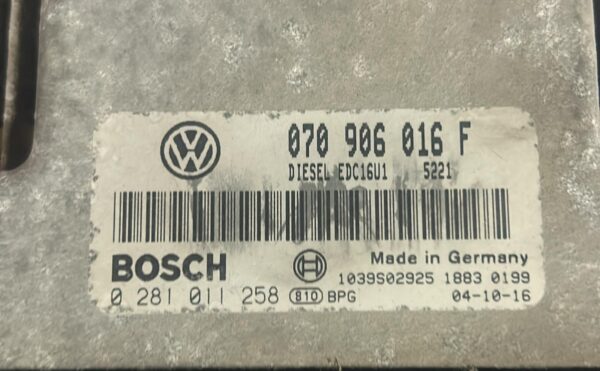 070 906 016 F
DIESEL EDC16U1 5221
BOSCH
Made in Germany
1039S02925 1883 0199
0 281 011 258 810 BPG 04-10-16